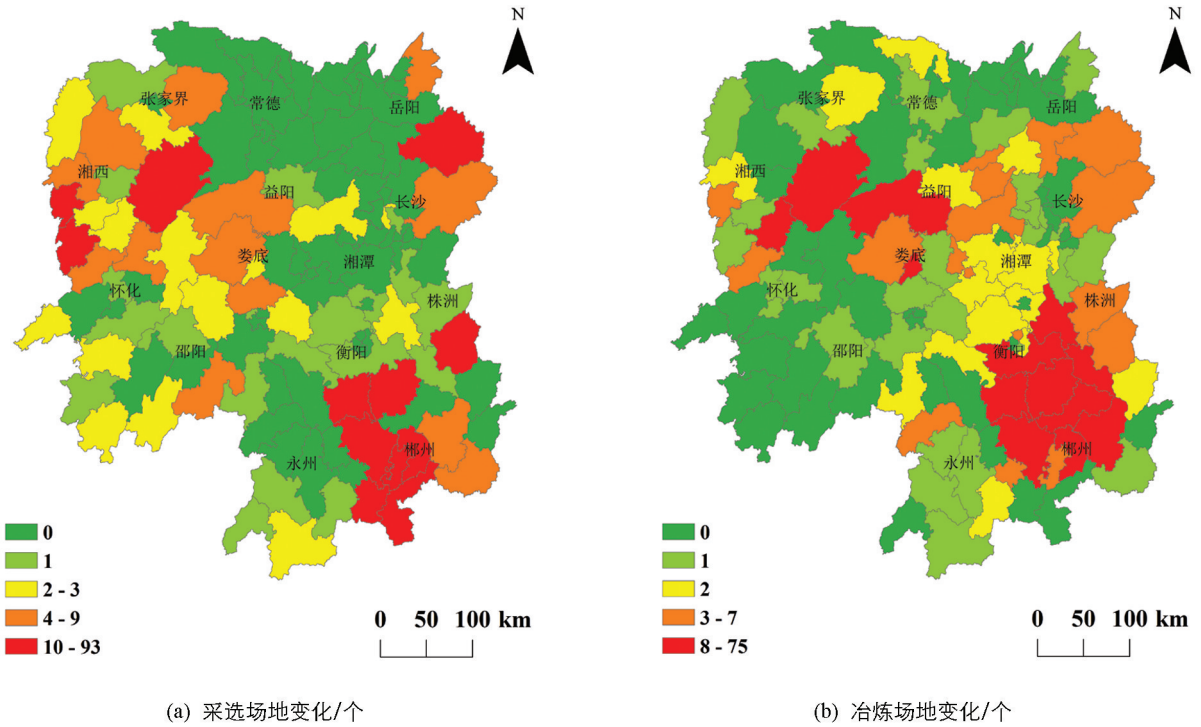 N
张家界
常德
岳阳
湘西
益阳
长沙
娄底
湘潭
怀化
株洲
邵阳
衡阳
永州
郴州
0
1
2 - 3
4 - 9
10 - 93
0 50 100 km
(a) 采选场地变化/个
N
张家界
常德
岳阳
湘西
益阳
长沙
娄底
湘潭
怀化
株洲
邵阳
衡阳
永州
郴州
0
1
2
3 - 7
8 - 75
0 50 100 km
(b) 冶炼场地变化/个